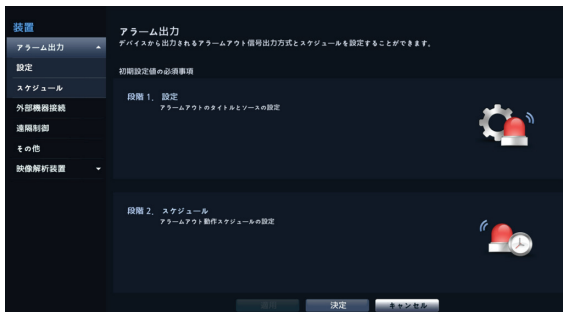 装置
アラーム出力
設定
スケジュール
外部機器接続
遠隔制御
その他
映像解析装置
アラーム出力
デバイスから出力されるアラームアウト信号出力方式とスケジュールを設定することができます。
初期設定値の必須事項
段階 1. 設定
アラームアウトのタイトルとソースの設定
段階 2. スケジュール
アラームアウト動作スケジュールの設定
適用
決定
キャンセル